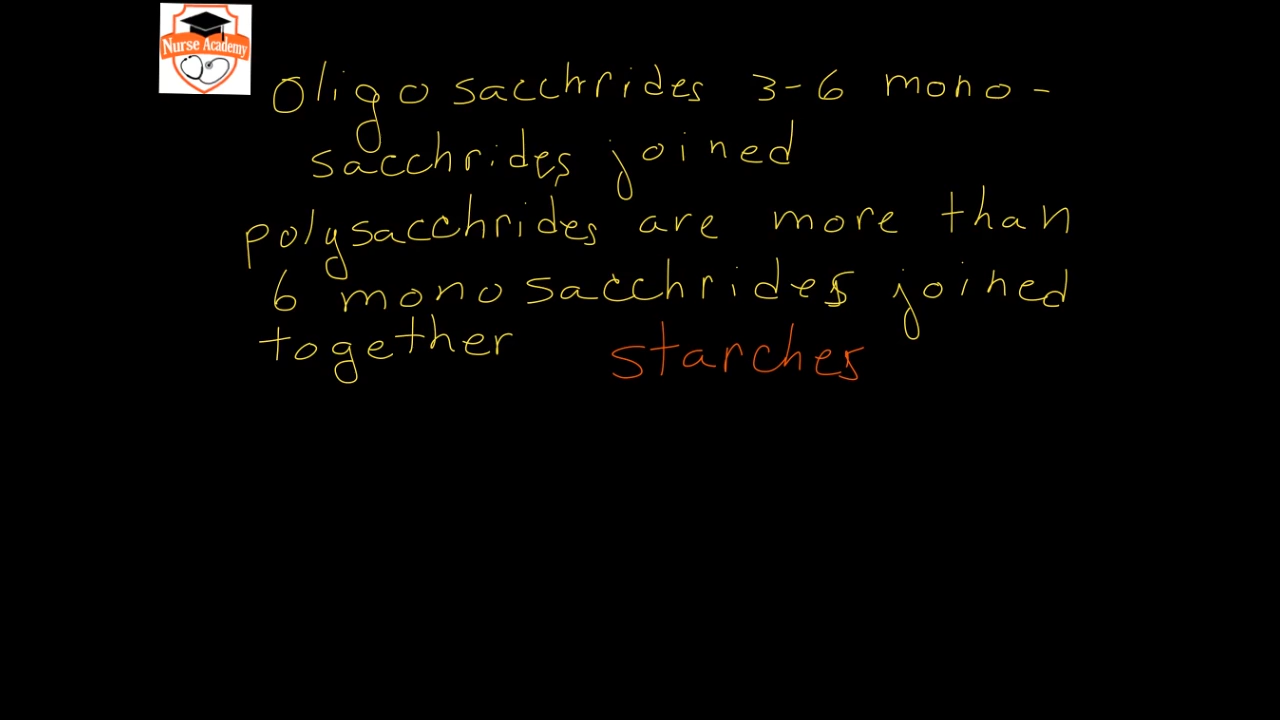 Nurse Academy
Oligosacchrides 3-6 mono-
sacchrides joined
polysacchrides are more than
6 monosacchrides joined
together starches